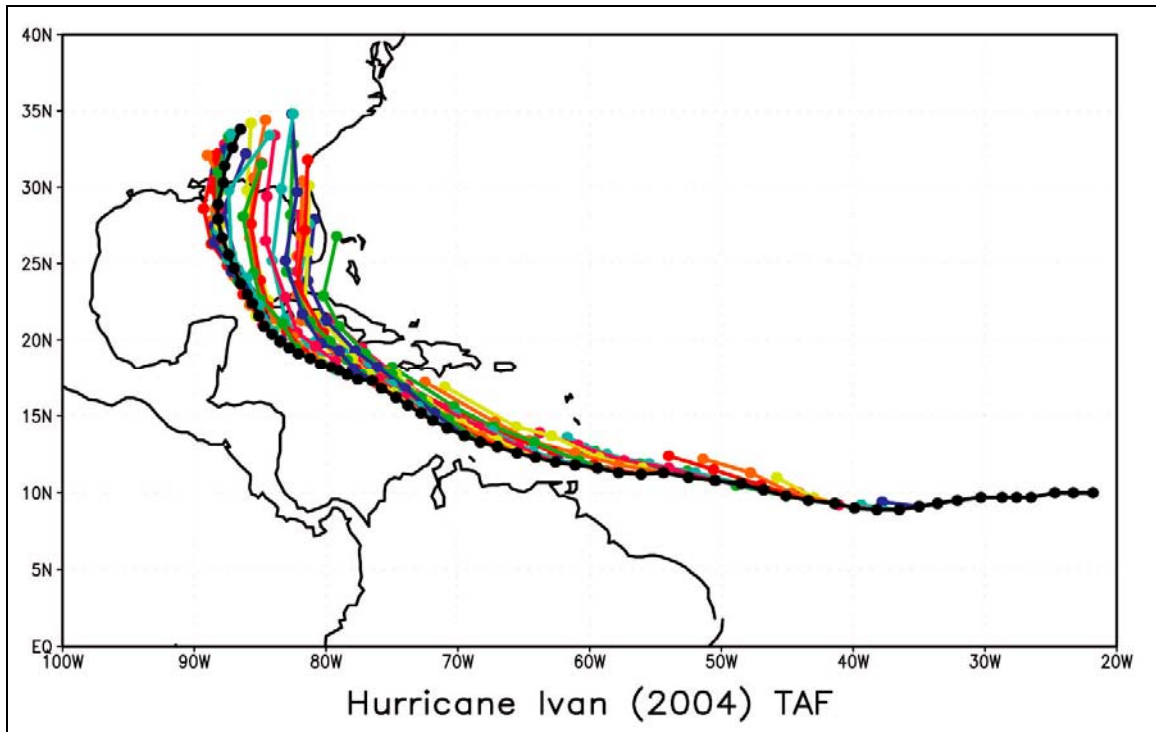 40N
35N
30N
25N
20N
15N
10N
5N
EQ
100W 90W 80W 70W 60W 50W 40W 30W 20W
Hurricane Ivan (2004) TAF